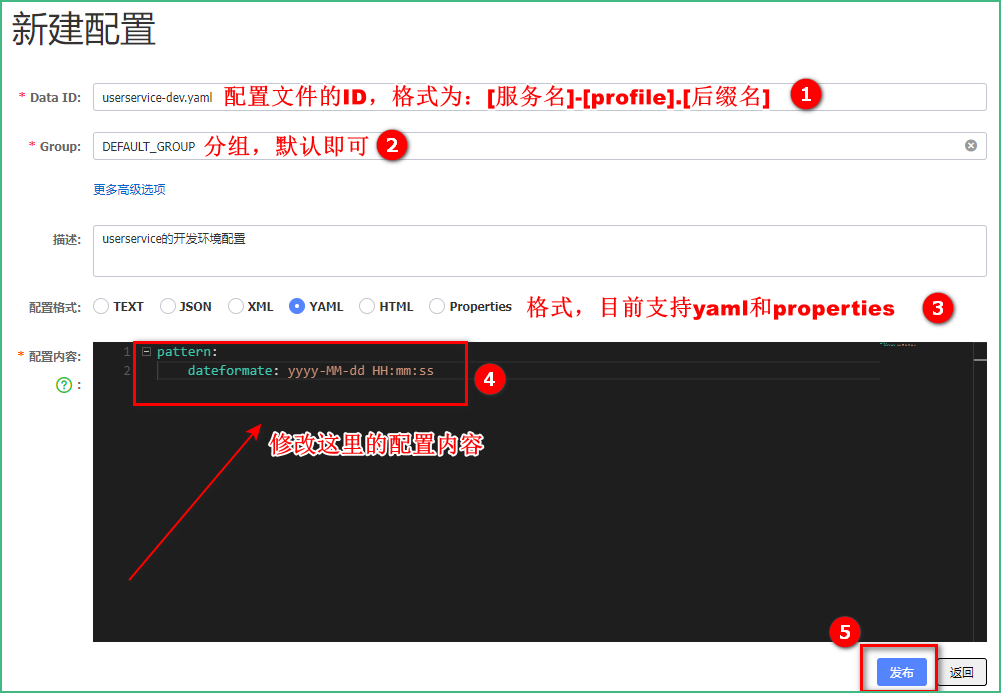 新建配置
* Data ID: userservice-dev.yaml 配置文件的ID，格式为：[服务名]-[profile].[后缀名] 1
* Group: DEFAULT_GROUP 分组，默认即可 2
更多高级选项
描述: userservice的开发环境配置
配置格式: TEXT JSON XML YAML HTML Properties 格式，目前支持yaml和properties 3
* 配置内容: 1 pattern:
? : 2 dateformate: yyyy-MM-dd HH:mm:ss 4
修改这里的配置内容
5
发布 返回